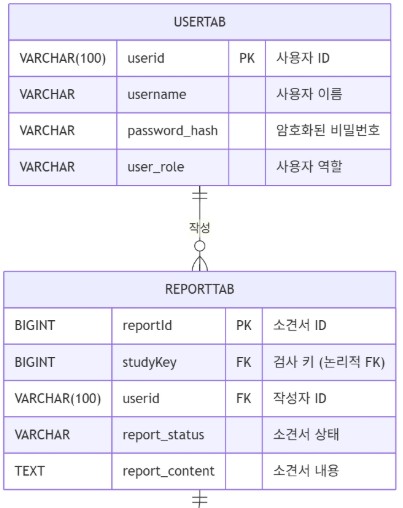 USERTAB
VARCHAR(100) userid PK 사용자 ID
VARCHAR username 사용자 이름
VARCHAR password_hash 암호화된 비밀번호
VARCHAR user_role 사용자 역할
작성
REPORTTAB
BIGINT reportId PK 소견서 ID
BIGINT studyKey FK 검사 키 (논리적 FK)
VARCHAR(100) userid FK 작성자 ID
VARCHAR report_status 소견서 상태
TEXT report_content 소견서 내용